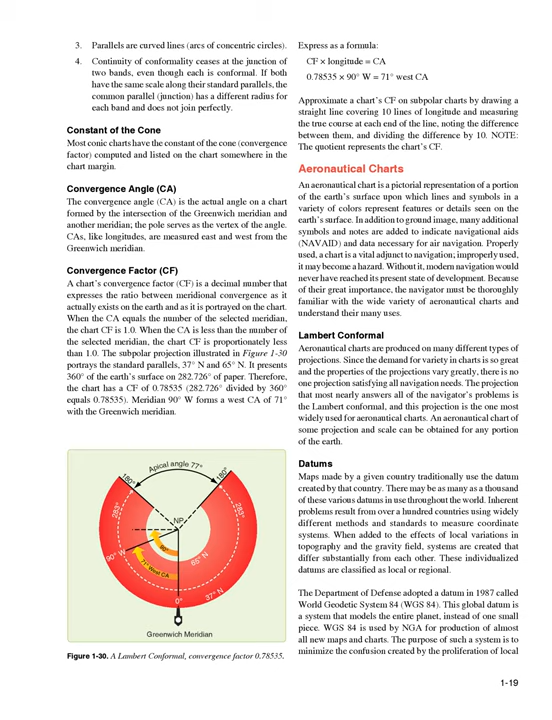 3. Parallels are curved lines (arcs of concentric circles).
4. Continuity of conformality ceases at the junction of
two bands, even though each is conformal. If both
have the same scale along their standard parallels, the
common parallel (junction) has a different radius for
each band and does not join perfectly.
Constant of the Cone
Most conic charts have the constant of the cone (convergence
factor) computed and listed on the chart somewhere in the
chart margin.
Convergence Angle (CA)
The convergence angle (CA) is the actual angle on a chart
formed by the intersection of the Greenwich meridian and
another meridian; the pole serves as the vertex of the angle.
CAs, like longitudes, are measured east and west from the
Greenwich meridian.
Convergence Factor (CF)
A chart's convergence factor (CF) is a decimal number that
expresses the ratio between meridional convergence as it
actually exists on the earth and as it is portrayed on the chart.
When the CA equals the number of the selected meridian,
the chart CF is 1.0. When the CA is less than the number of
the selected meridian, the chart CF is proportionately less
than 1.0. The subpolar projection illustrated in Figure 1-30
portrays the standard parallels, 37° N and 65° N. It presents
360° of the earth's surface on 282.726° of paper. Therefore,
the chart has a CF of 0.78535 (282.726° divided by 360°
equals 0.78535). Meridian 90° W forms a west CA of 71°
with the Greenwich meridian.
Apical angle 77°
180°
180°
283°
283°
NP
90° W
90°
71° West CA
65° N
37° N
0°
Greenwich Meridian
Figure 1-30. A Lambert Conformal, convergence factor 0.78535.
Express as a formula:
CF × longitude = CA
0.78535 × 90° W = 71° west CA
Approximate a chart's CF on subpolar charts by drawing a
straight line covering 10 lines of longitude and measuring
the true course at each end of the line, noting the difference
between them, and dividing the difference by 10. NOTE:
The quotient represents the chart's CF.
Aeronautical Charts
An aeronautical chart is a pictorial representation of a portion
of the earth's surface upon which lines and symbols in a
variety of colors represent features or details seen on the
earth's surface. In addition to ground image, many additional
symbols and notes are added to indicate navigational aids
(NAVAID) and data necessary for air navigation. Properly
used, a chart is a vital adjunct to navigation; improperly used,
it may become a hazard. Without it, modern navigation would
never have reached its present state of development. Because
of their great importance, the navigator must be thoroughly
familiar with the wide variety of aeronautical charts and
understand their many uses.
Lambert Conformal
Aeronautical charts are produced on many different types of
projections. Since the demand for variety in charts is so great
and the properties of the projections vary greatly, there is no
one projection satisfying all navigation needs. The projection
that most nearly answers all of the navigator's problems is
the Lambert conformal, and this projection is the one most
widely used for aeronautical charts. An aeronautical chart of
some projection and scale can be obtained for any portion
of the earth.
Datums
Maps made by a given country traditionally use the datum
created by that country. There may be as many as a thousand
of these various datums in use throughout the world. Inherent
problems result from over a hundred countries using widely
different methods and standards to measure coordinate
systems. When added to the effects of local variations in
topography and the gravity field, systems are created that
differ substantially from each other. These individualized
datums are classified as local or regional.
The Department of Defense adopted a datum in 1987 called
World Geodetic System 84 (WGS 84). This global datum is
a system that models the entire planet, instead of one small
piece. WGS 84 is used by NGA for production of almost
all new maps and charts. The purpose of such a system is to
minimize the confusion created by the proliferation of local
1-19